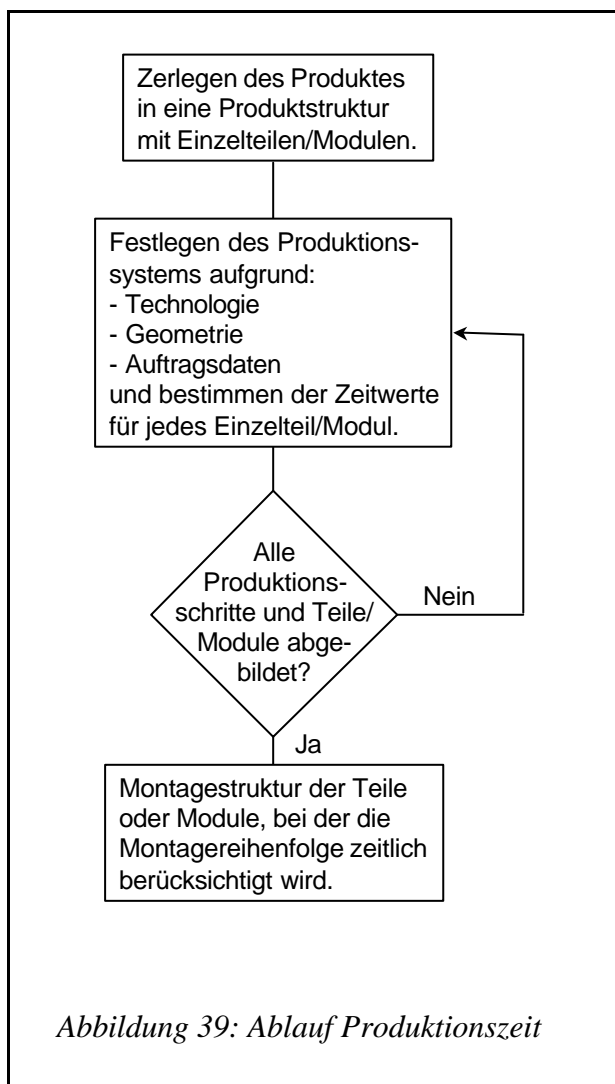 Zerlegen des Produktes
in eine Produktstruktur
mit Einzelteilen/Modulen.
Festlegen des Produktions-
systems aufgrund:
- Technologie
- Geometrie
- Auftragsdaten
und bestimmen der Zeitwerte
für jedes Einzelteil/Modul.
Alle
Produktions-
schritte und Teile/
Module abge-
bildet?
Nein
Ja
Montagestruktur der Teile
oder Module, bei der die
Montagereihenfolge zeitlich
berücksichtigt wird.
Abbildung 39: Ablauf Produktionszeit